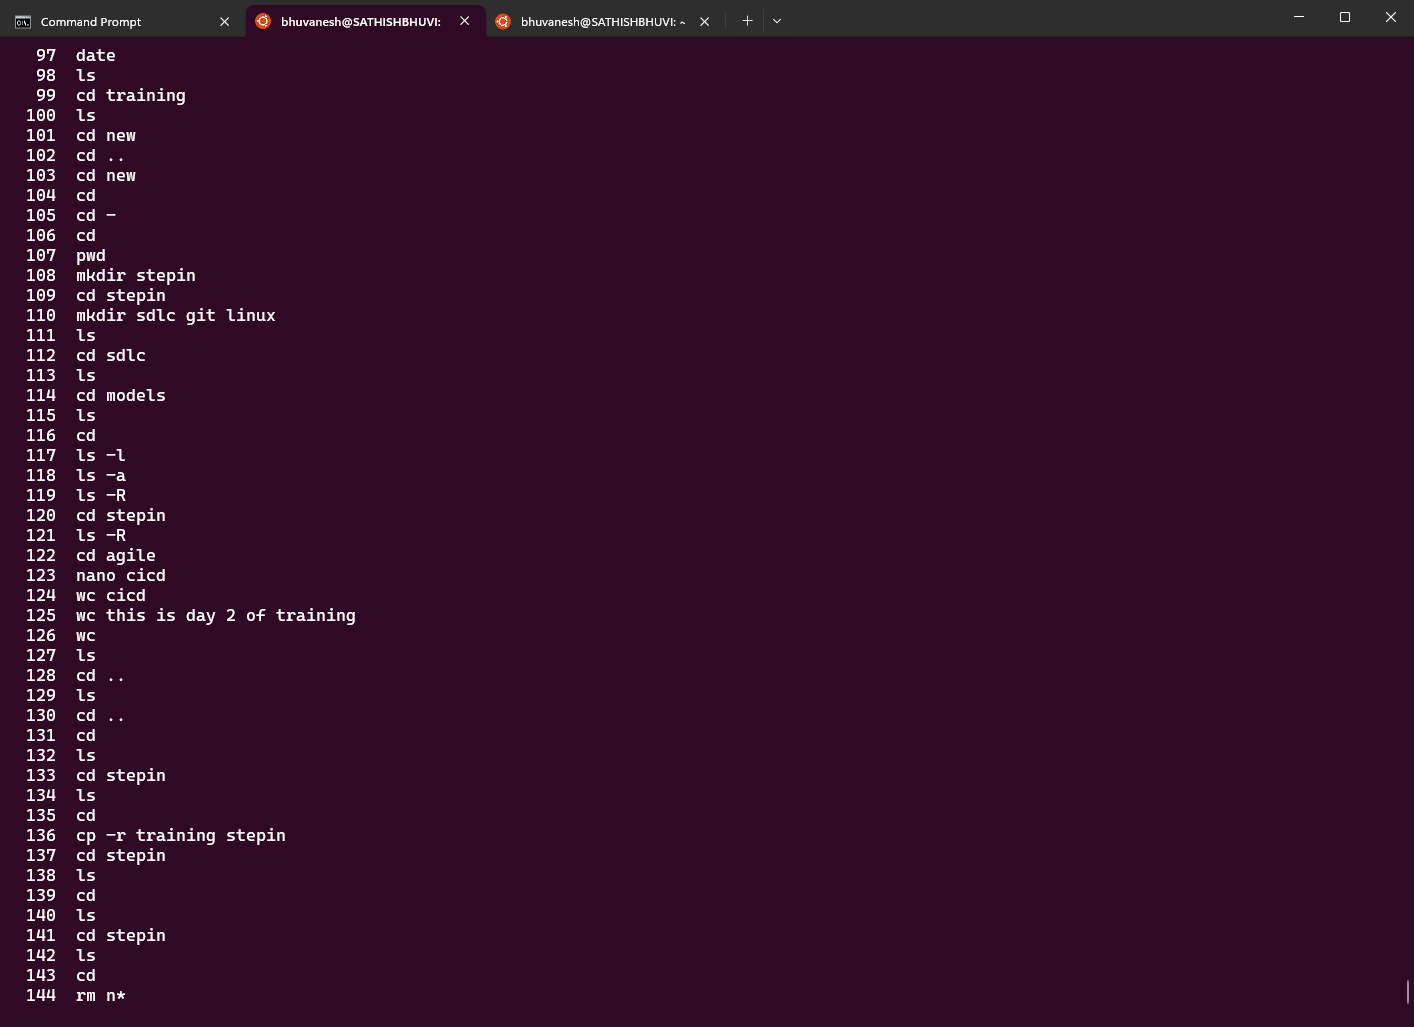 Command Prompt
bhuvanesh@SATHISHBHUVI:
bhuvanesh@SATHISHBHUVI: ~
97 date
98 ls
99 cd training
100 ls
101 cd new
102 cd ..
103 cd new
104 cd
105 cd -
106 cd
107 pwd
108 mkdir stepin
109 cd stepin
110 mkdir sdlc git linux
111 ls
112 cd sdlc
113 ls
114 cd models
115 ls
116 cd
117 ls -l
118 ls -a
119 ls -R
120 cd stepin
121 ls -R
122 cd agile
123 nano cicd
124 wc cicd
125 wc this is day 2 of training
126 wc
127 ls
128 cd ..
129 ls
130 cd ..
131 cd
132 ls
133 cd stepin
134 ls
135 cd
136 cp -r training stepin
137 cd stepin
138 ls
139 cd
140 ls
141 cd stepin
142 ls
143 cd
144 rm n*